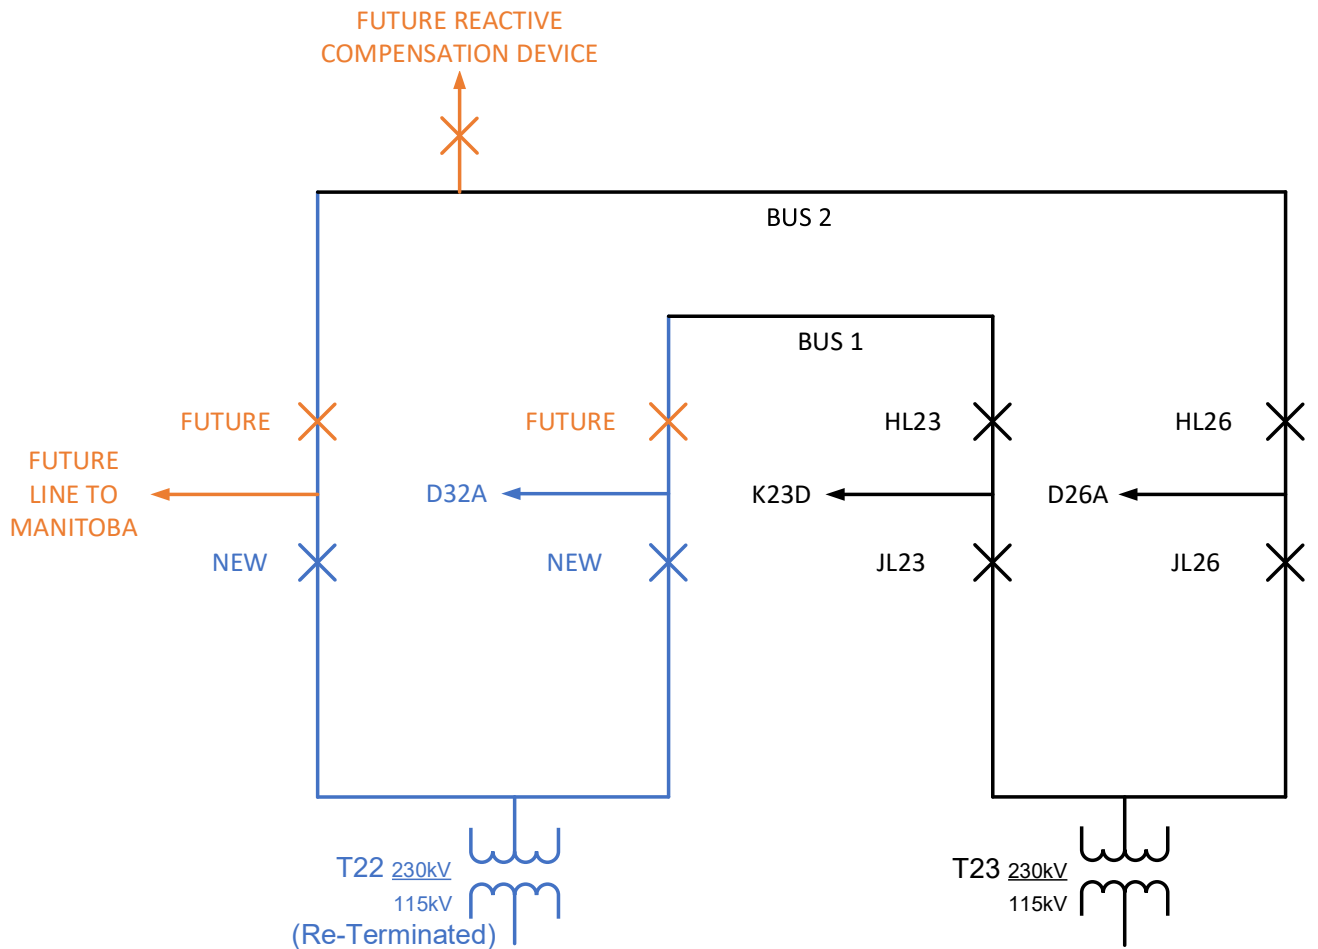 FUTURE REACTIVE
COMPENSATION DEVICE
BUS 2
BUS 1
FUTURE
FUTURE
HL23
HL26
FUTURE
LINE TO
MANITOBA
D32A
K23D
D26A
NEW
NEW
JL23
JL26
T22 230kV
115kV
(Re-Terminated)
T23 230kV
115kV